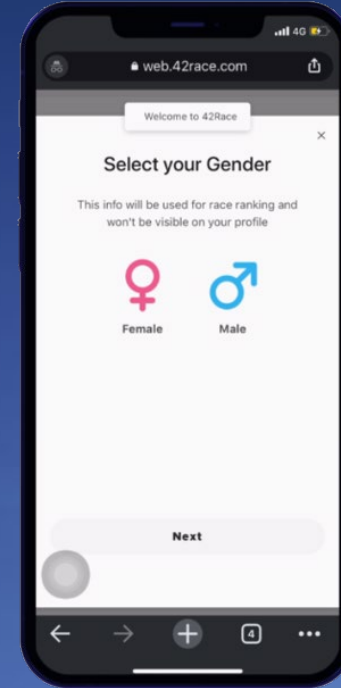 4G
web.42race.com
Welcome to 42Race
Select your Gender
This info will be used for race ranking and
won't be visible on your profile
Female Male
Next
4